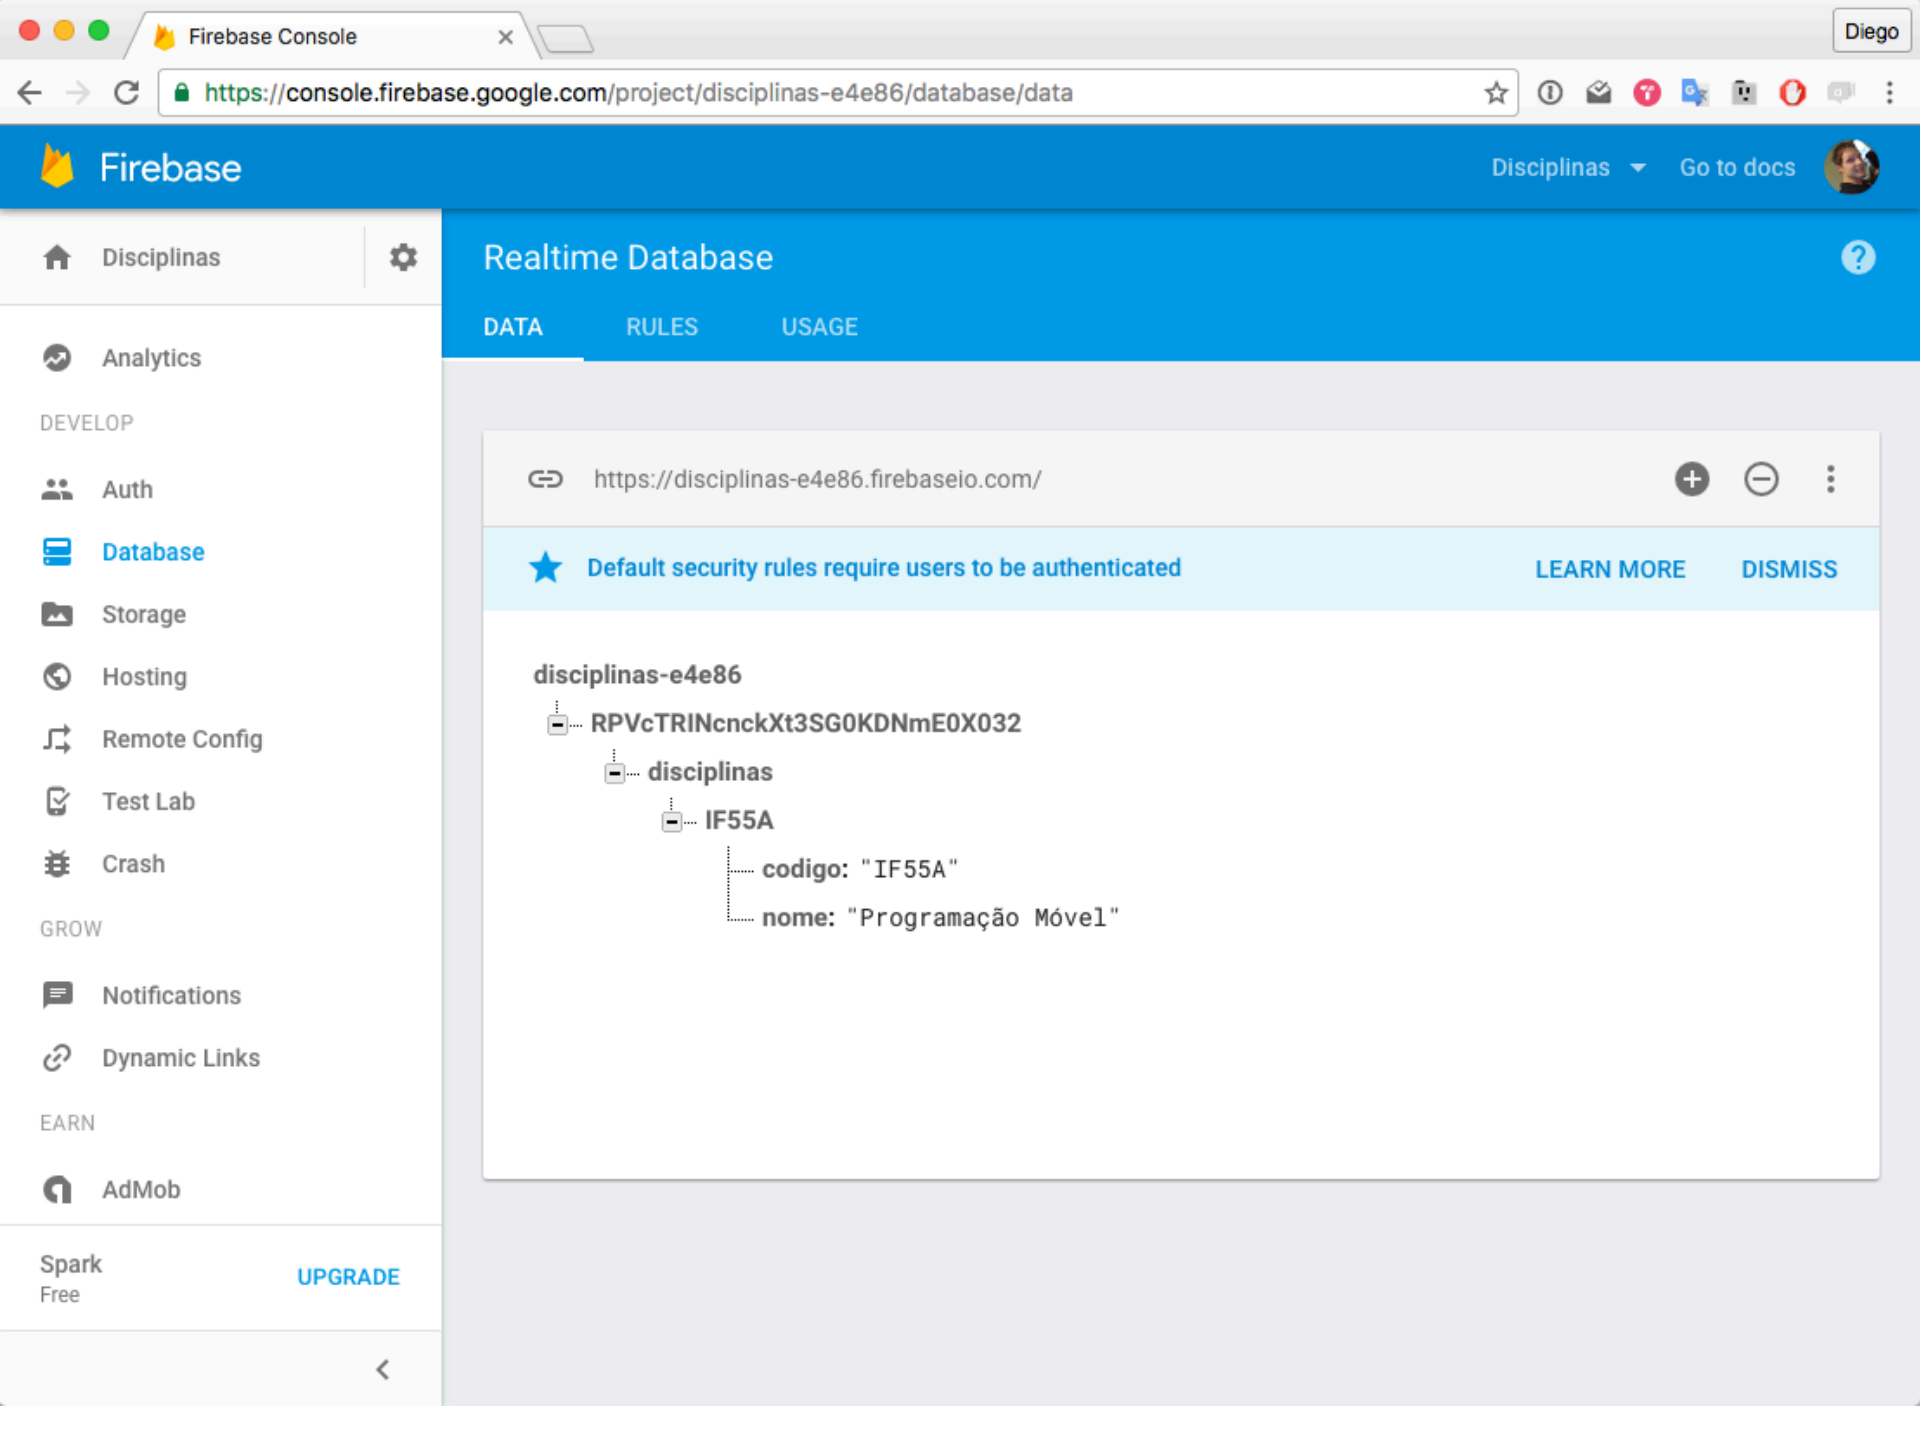 Firebase Console
Diego
https://console.firebase.google.com/project/disciplinas-e4e86/database/data
Firebase
Disciplinas
Go to docs
Disciplinas
Realtime Database
DATA
RULES
USAGE
Analytics
DEVELOP
Auth
Database
Storage
Hosting
Remote Config
Test Lab
Crash
GROW
Notifications
Dynamic Links
EARN
AdMob
Spark
Free
UPGRADE
https://disciplinas-e4e86.firebaseio.com/
Default security rules require users to be authenticated
LEARN MORE
DISMISS
disciplinas-e4e86
RPVcTRINcnckXt3SG0KDNmE0X032
disciplinas
IF55A
codigo: "IF55A"
nome: "Programação Móvel"